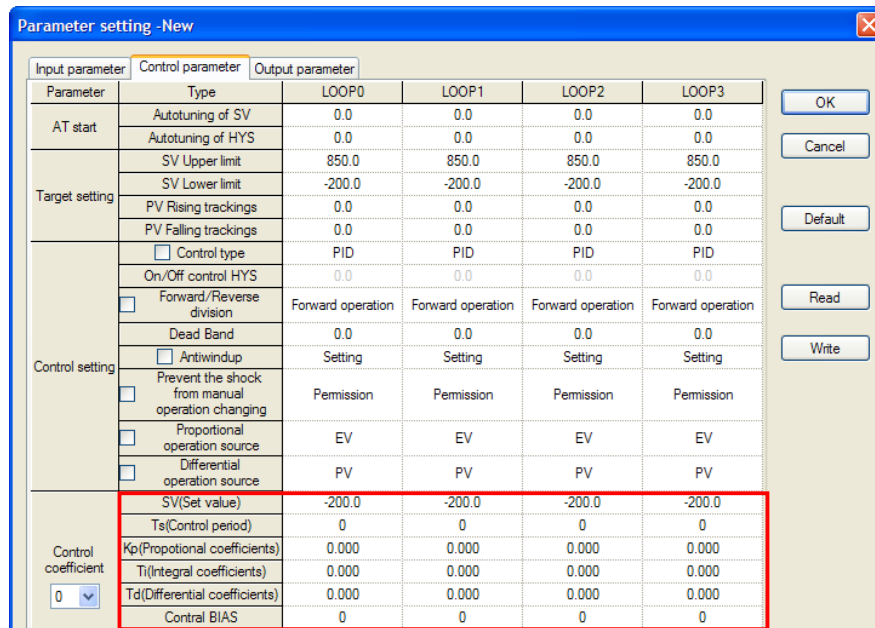 Parameter setting -New
Input parameter Control parameter Output parameter
Parameter Type LOOP0 LOOP1 LOOP2 LOOP3
AT start
Autotuning of SV 0.0 0.0 0.0 0.0
Autotuning of HYS 0.0 0.0 0.0 0.0
Target setting
SV Upper limit 850.0 850.0 850.0 850.0
SV Lower limit -200.0 -200.0 -200.0 -200.0
PV Rising trackings 0.0 0.0 0.0 0.0
PV Falling trackings 0.0 0.0 0.0 0.0
Control setting
Control type PID PID PID PID
On/Off control HYS 0.0 0.0 0.0 0.0
Forward/Reverse
division
Forward operation Forward operation Forward operation Forward operation
Dead Band 0.0 0.0 0.0 0.0
Antiwindup Setting Setting Setting Setting
Prevent the shock
from manual
operation changing
Permission Permission Permission Permission
Proportional
operation source
EV EV EV EV
Differential
operation source
PV PV PV PV
Control
coefficient
0
SV(Set value) -200.0 -200.0 -200.0 -200.0
Ts(Control period) 0 0 0 0
Kp(Propotional coefficients) 0.000 0.000 0.000 0.000
Ti(Integral coefficients) 0.000 0.000 0.000 0.000
Td(Differential coefficients) 0.000 0.000 0.000 0.000
Contral BIAS 0 0 0 0
OK
Cancel
Default
Read
Write